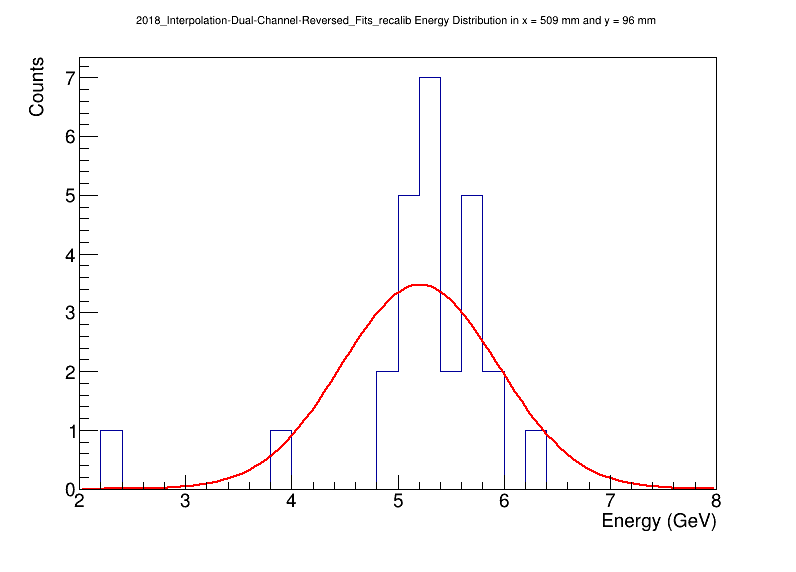 2018_Interpolation-Dual-Channel-Reversed_Fits_recalib Energy Distribution in x = 509 mm and y = 96 mm
Counts
7
6
5
4
3
2
1
0
2 3 4 5 6 7 8
Energy (GeV)